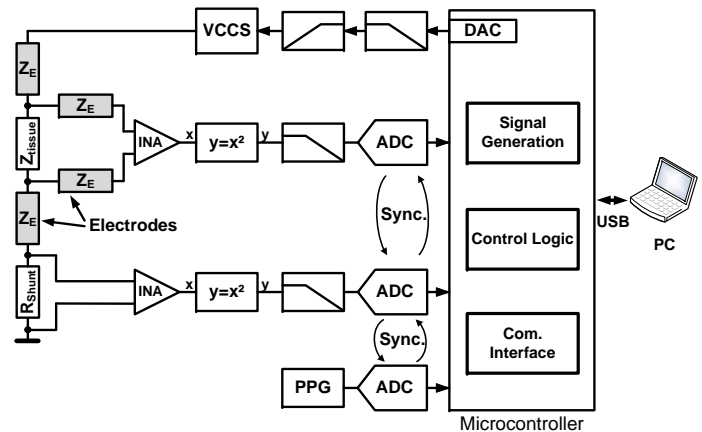 VCCS
DAC
Z_E
Z_E
Z_tissue
INA
x
y=x²
y
ADC
Signal
Generation
Z_E
Z_E
Electrodes
Sync.
Control Logic
USB
PC
R_Shunt
INA
x
y=x²
y
ADC
Sync.
Com.
Interface
PPG
ADC
Microcontroller